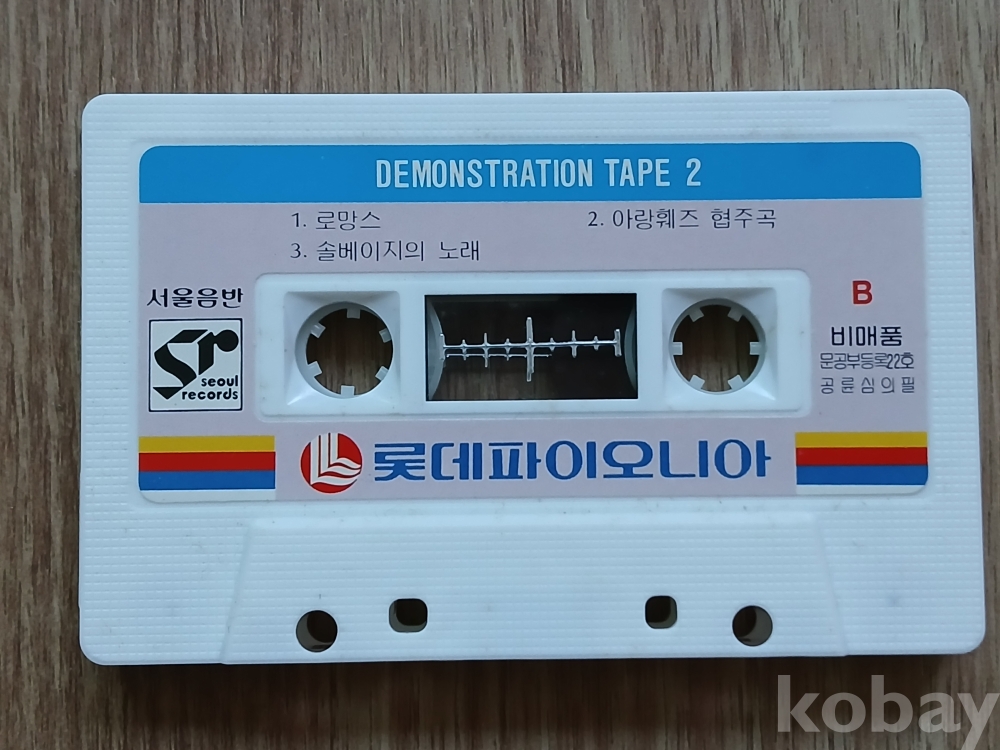 DEMONSTRATION TAPE 2
1. 로망스 2. 아랑훼즈 협주곡
3. 솔베이지의 노래
서울음반
Sr
seoul
records
B
비매품
문공부등록22호
공륜심의필
롯데파이오니아
kobay